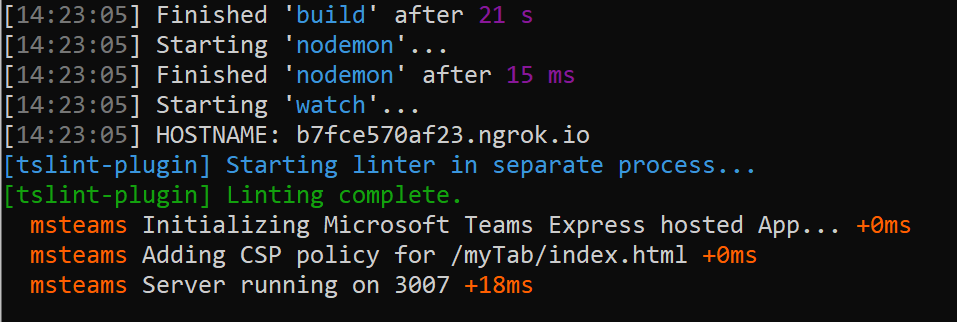 [14:23:05] Finished 'build' after 21 s
[14:23:05] Starting 'nodemon'...
[14:23:05] Finished 'nodemon' after 15 ms
[14:23:05] Starting 'watch'...
[14:23:05] HOSTNAME: b7fce570af23.ngrok.io
[tslint-plugin] Starting linter in separate process...
[tslint-plugin] Linting complete.
msteams Initializing Microsoft Teams Express hosted App... +0ms
msteams Adding CSP policy for /myTab/index.html +0ms
msteams Server running on 3007 +18ms